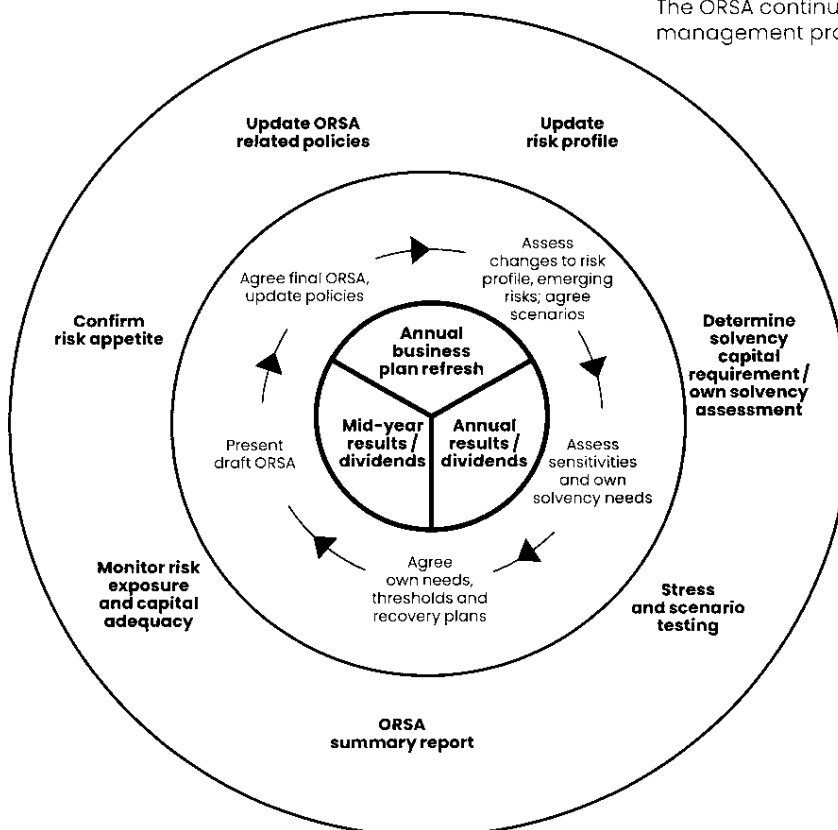 The ORSA
management
Update ORSA
related policies
Update
risk profile
Assess
changes to risk
profile, emerging
risks; agree
scenarios
Agree final ORSA,
update policies
Confirm
risk appetite
Annual
business
plan refresh
Determine
solvency
capital
requirement /
own solvency
assessment
Mid-year
results /
dividends
Annual
results /
dividends
Present
draft ORSA
Assess
sensitivities
and own
solvency needs
Monitor risk
exposure
and capital
adequacy
Agree
own needs,
thresholds and
recovery plans
Stress
and scenario
testing
ORSA
summary report